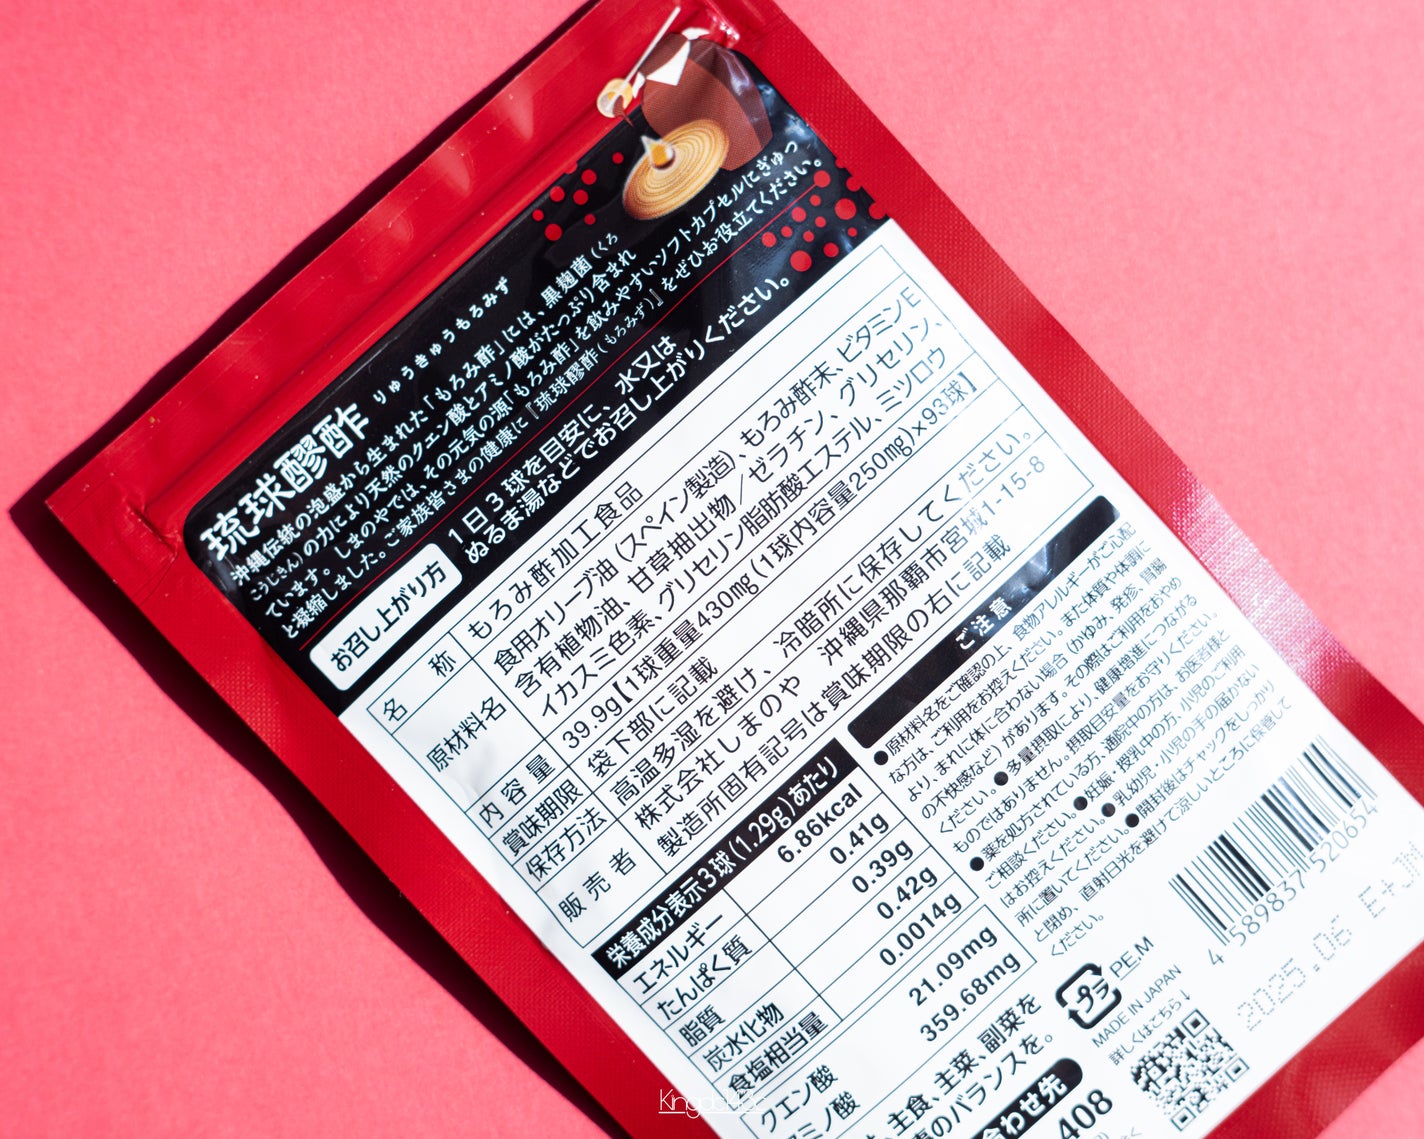 琉球醪酢 りゅうきゅうもろみず
沖縄伝統の泡盛から生まれた「もろみ酢」には、黒麹菌(くろ
こうじきん)の力により天然のクエン酸とアミノ酸がたっぷり含まれ
ています。しまのやでは、その元気の源「もろみ酢」を飲みやすいソフトカプセルにぎゅっ
と凝縮しました。ご家族皆さまの健康に『琉球醪酢(もろみず)』をぜひお役立てください。
お召し上がり方
1日3球を目安に、水又は
ぬるま湯などでお召し上がりください。
名称 もろみ酢加工食品
原材料名 食用オリーブ油(スペイン製造)、もろみ酢末、ビタミンE
含有植物油、甘草抽出物/ゼラチン、グリセリン、
イカスミ色素、グリセリン脂肪酸エステル、ミツロウ
内容量 39.9g【1球重量430mg(1球内容量250mg)×93球】
賞味期限 袋下部に記載
保存方法 高温多湿を避け、冷暗所に保存してください。
販売者 株式会社しまのや 沖縄県那覇市宮城1-15-8
製造所固有記号は賞味期限の右に記載
栄養成分表示3球(1.29g)あたり
エネルギー 6.86kcal
たんぱく質 0.41g
脂質 0.39g
炭水化物 0.42g
食塩相当量 0.0014g
クエン酸 21.09mg
アミノ酸 359.68mg
主食、主菜、副菜を
のバランスを。
合わせ先
408
ご注意
●原材料名をご確認の上、食物アレルギーがご心配
な方は、ご利用をお控えください。また体質や体調に
より、まれに体に合わない場合(かゆみ、発疹、胃腸
の不快感など)があります。その際はご利用をおやめ
ください。●多量摂取により、健康増進につながる
ものではありません。摂取目安量をお守りください。
●薬を処方されている方、通院中の方は、お医者様と
ご相談ください。●妊娠・授乳中の方、小児のご利用
はお控えください。●乳幼児・小児の手の届かない
所に置いてください。●開封後はチャックをしっかり
と閉め、直射日光を避けて涼しいところに保管して
ください。
プラ PE,M
MADE IN JAPAN
詳しくはこちら↓
4 589837 520654
2025.06